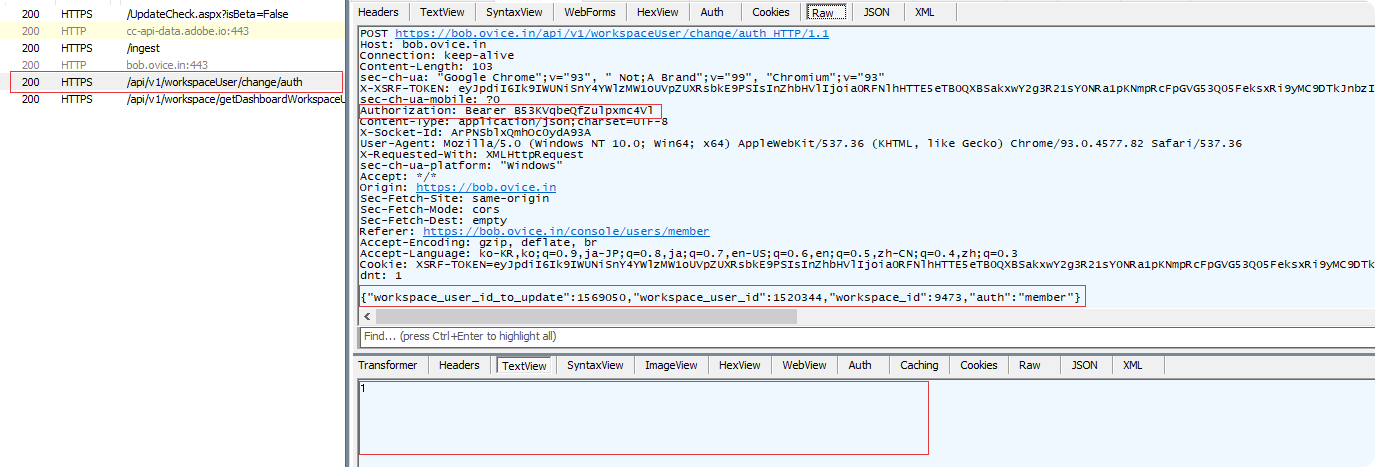 200 HTTPS /UpdateCheck.aspx?isBeta=False
200 HTTP cc-api-data.adobe.io:443
200 HTTPS /ingest
200 HTTP bob.ovice.in:443
200 HTTPS /api/v1/workspaceUser/change/auth
200 HTTPS /api/v1/workspace/getDashboardWorkspaceU
Headers TextView SyntaxView WebForms HexView Auth Cookies Raw JSON XML
POST https://bob.ovice.in/api/v1/workspaceUser/change/auth HTTP/1.1
Host: bob.ovice.in
Connection: keep-alive
Content-Length: 103
sec-ch-ua: "Google Chrome";v="93", " Not;A Brand";v="99", "Chromium";v="93"
X-XSRF-TOKEN:
sec-ch-ua-mobile: ?0
Authorization: Bearer B53KVqbeQfZulpxmc4Vl
Content-Type: application/json;charset=UTF-8
X-Socket-Id: ArPNSblxQmhOcOydA93A
User-Agent: Mozilla/5.0 (Windows NT 10.0; Win64; x64) AppleWebKit/537.36 (KHTML, like Gecko) Chrome/93.0.4577.82 Safari/537.36
X-Requested-With: XMLHttpRequest
sec-ch-ua-platform: "Windows"
Accept: */*
Origin: https://bob.ovice.in
Sec-Fetch-Site: same-origin
Sec-Fetch-Mode: cors
Sec-Fetch-Dest: empty
Referer: https://bob.ovice.in/console/users/member
Accept-Encoding: gzip, deflate, br
Accept-Language: ko-KR,ko;q=0.9,ja-JP;q=0.8,ja;q=0.7,en-US;q=0.6,en;q=0.5,zh-CN;q=0.4,zh;q=0.3
Cookie:
dnt: 1
{"workspace_user_id_to_update":1569050,"workspace_user_id":1520344,"workspace_id":9473,"auth":"member"}
Find... (press Ctrl+Enter to highlight all)
Transformer Headers TextView SyntaxView ImageView HexView WebView Auth Caching Cookies Raw JSON XML
1